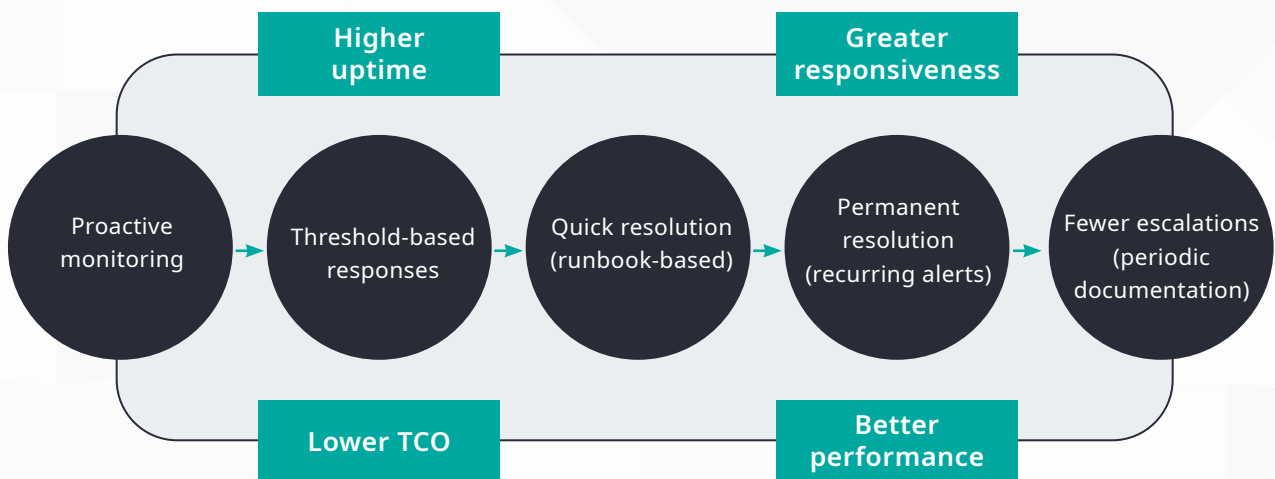 Higher
uptime
Greater
responsiveness
Proactive
monitoring
Threshold-based
responses
Quick resolution
(runbook-based)
Permanent
resolution
(recurring alerts)
Fewer escalations
(periodic
documentation)
Lower TCO
Better
performance